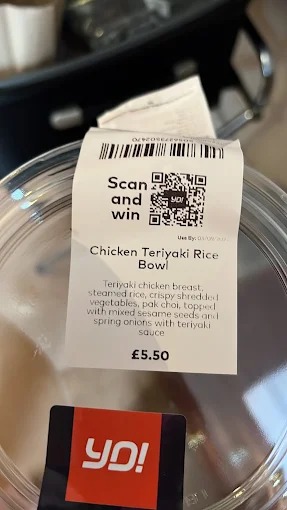 Scan
and
win
YO!
Use By:
Chicken Teriyaki Rice
Bowl
Teriyaki chicken breast,
steamed rice, crispy shredded
vegetables, pak choi, topped
with mixed sesame seeds and
spring onions with teriyaki
sauce
£5.50
YO!